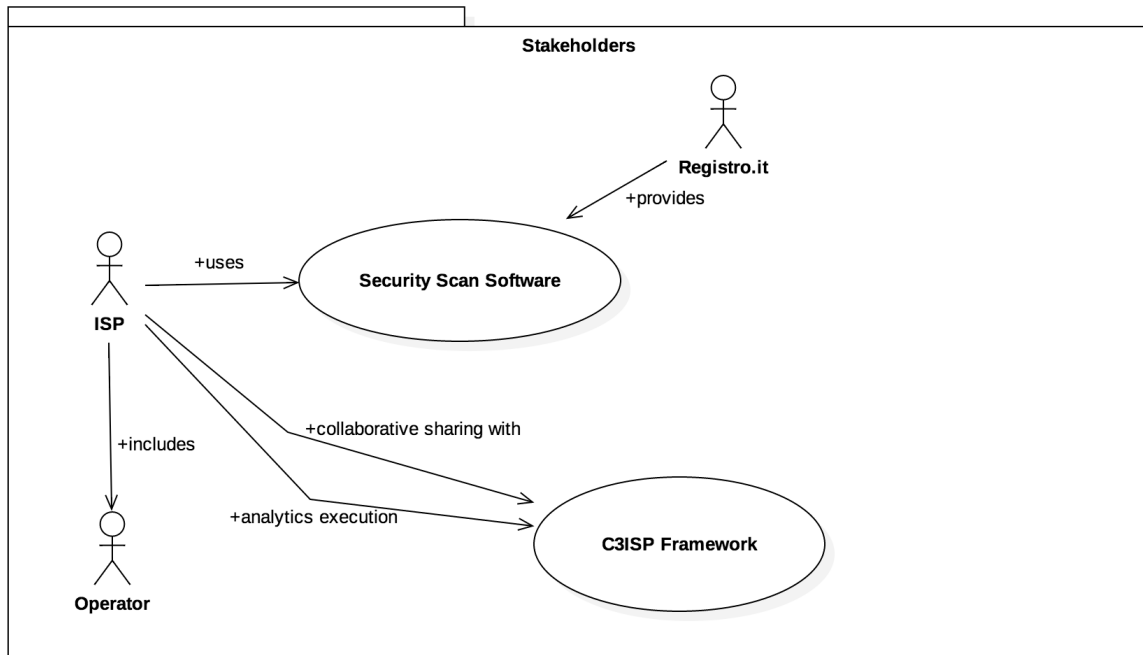 Stakeholders
Registro.it
+provides
+uses
Security Scan Software
ISP
+collaborative sharing with
+includes
+analytics execution
C3ISP Framework
Operator